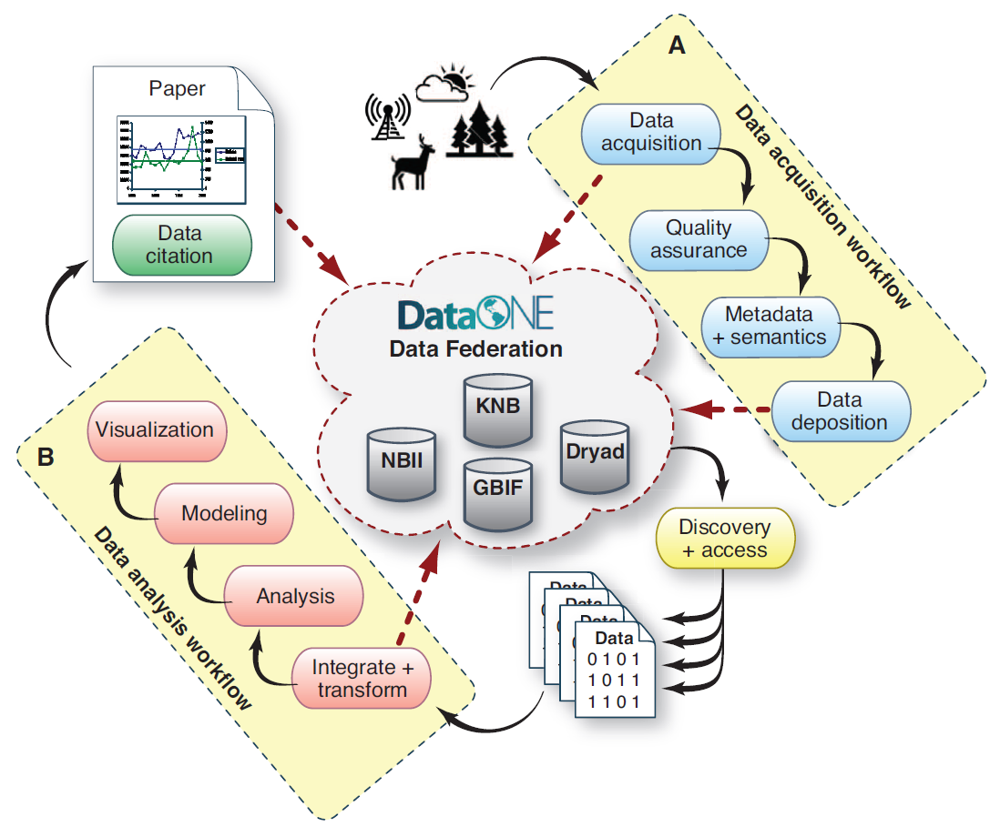 Paper
Data
citation
A
Data acquisition workflow
Data
acquisition
Quality
assurance
Metadata
+ semantics
Data
deposition
DataONE
Data Federation
KNB
NBII
Dryad
GBIF
Discovery
+ access
Data
Data
Data
Data
0 1 0 1
1 0 1 1
1 1 0 1
B
Data analysis workflow
Visualization
Modeling
Analysis
Integrate +
transform